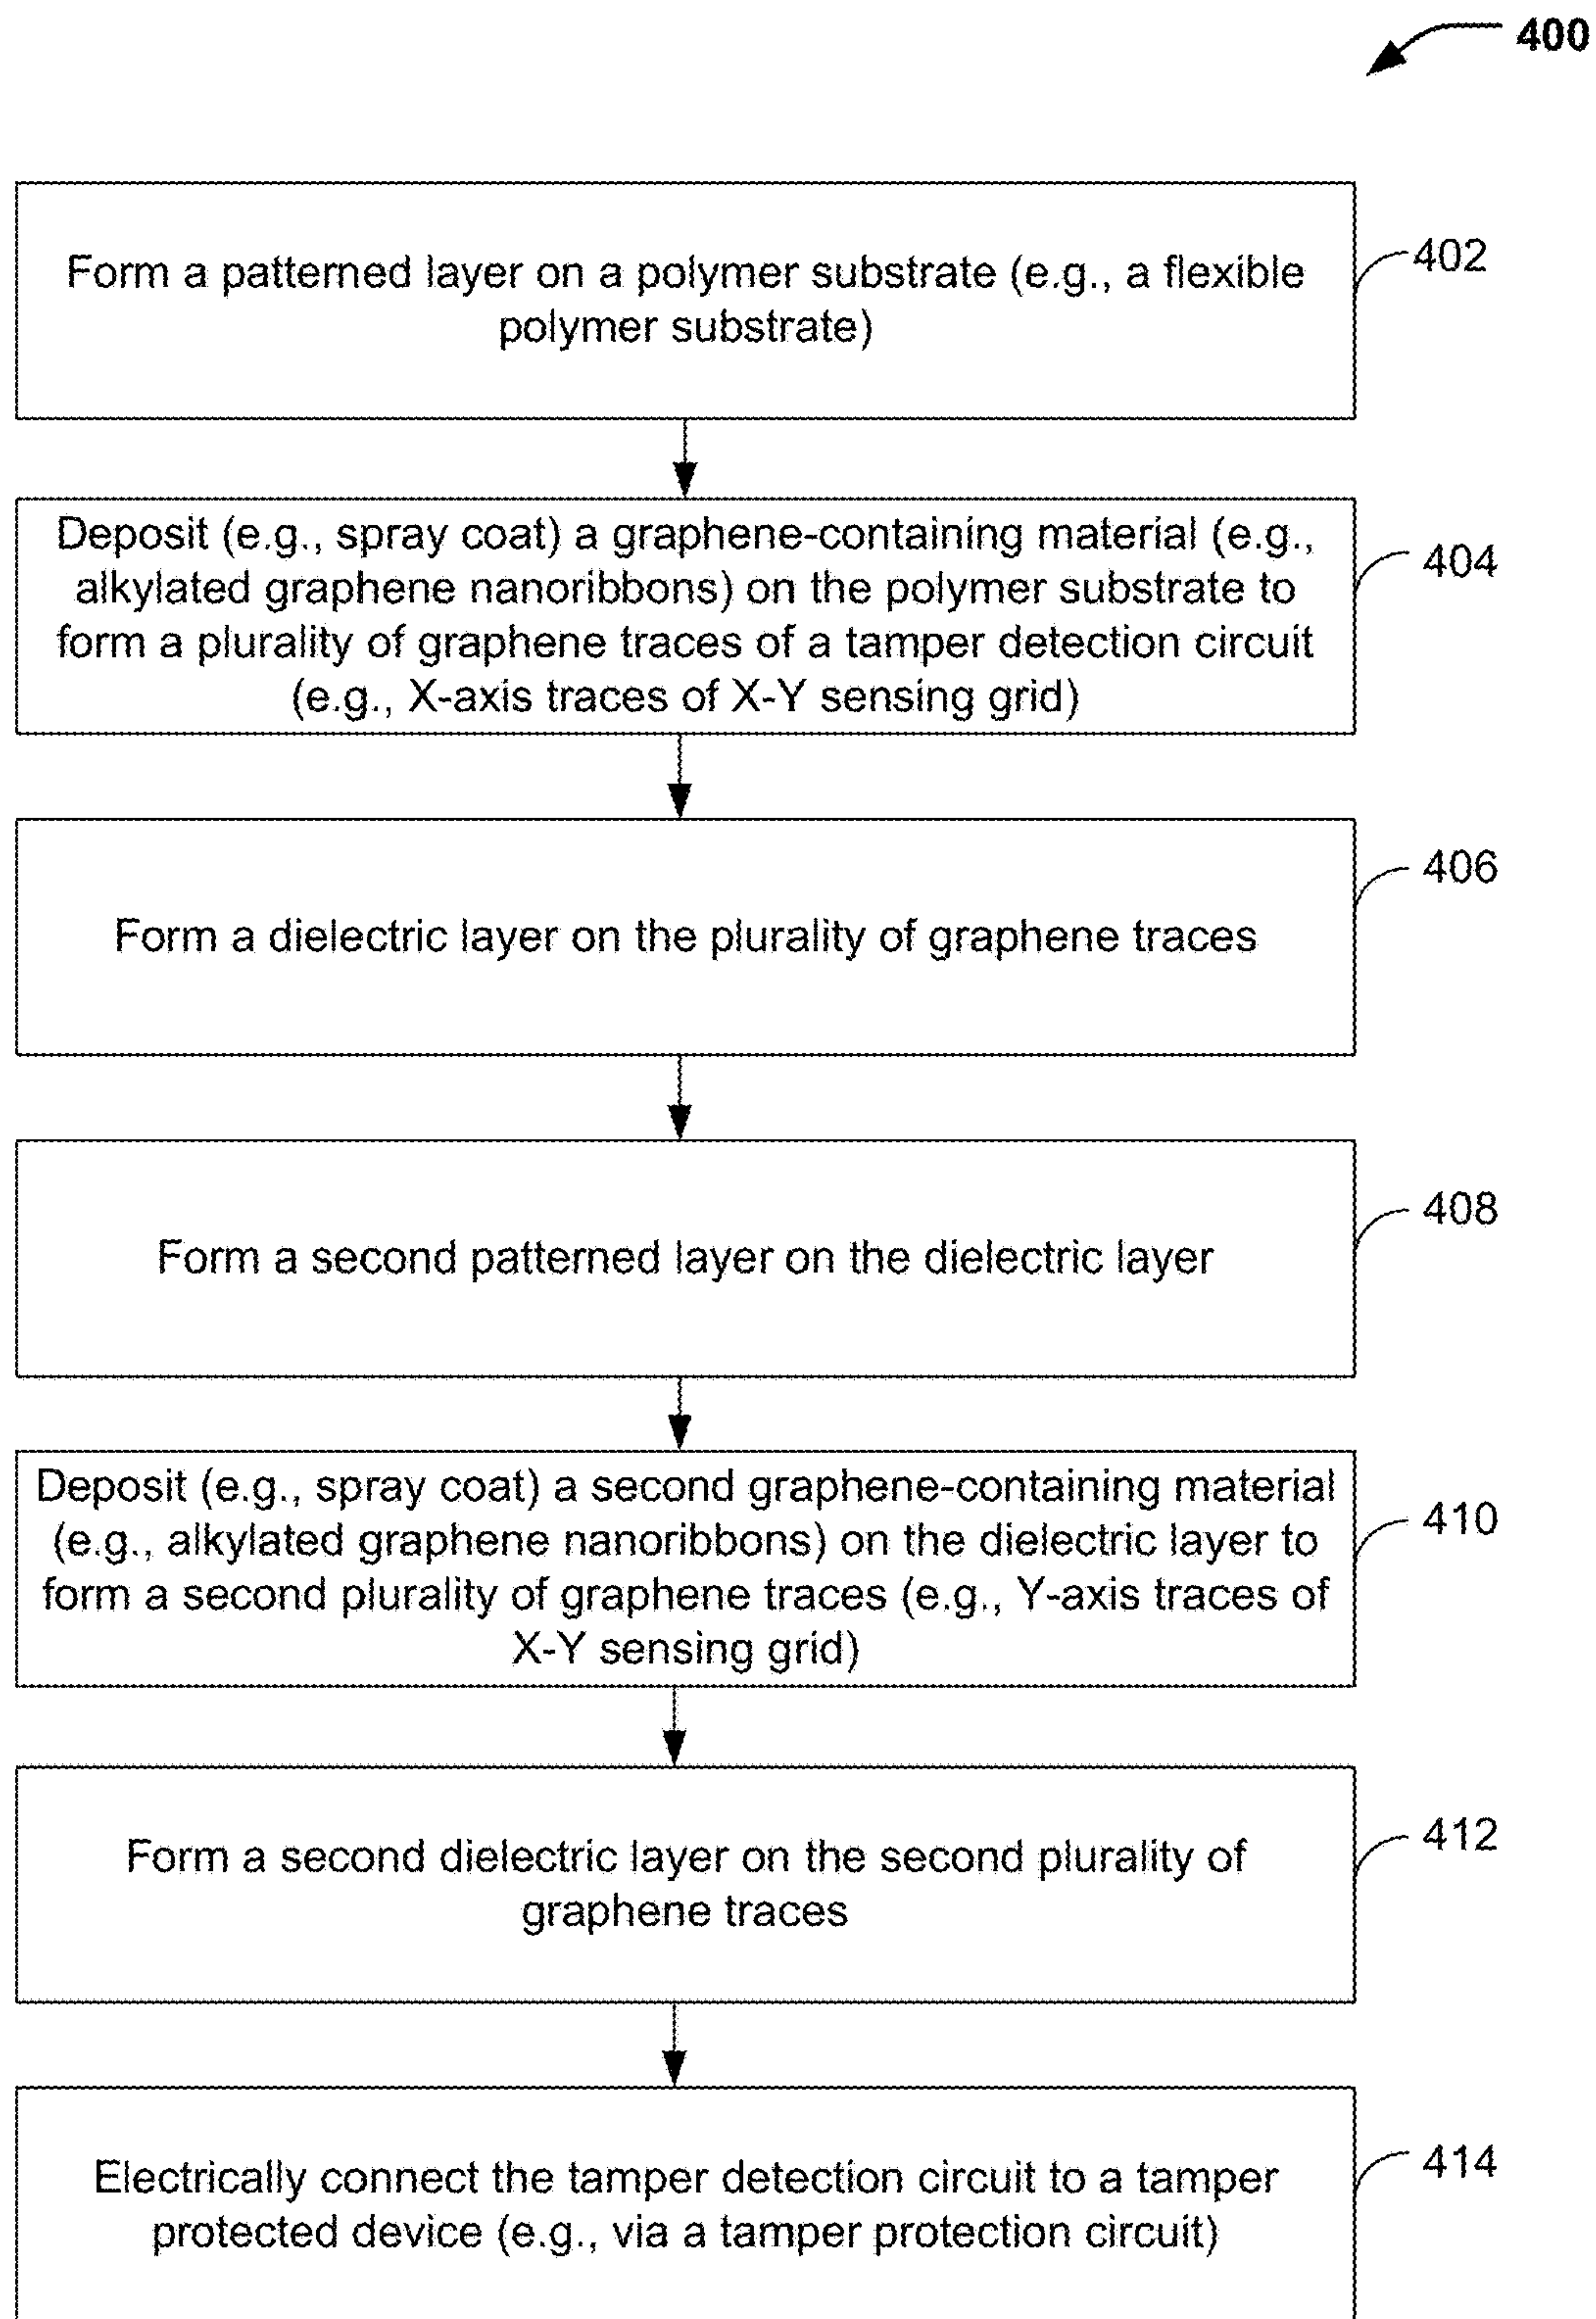 400
Form a patterned layer on a polymer substrate (e.g., a flexible
polymer substrate)
402
Deposit (e.g., spray coat) a graphene-containing material (e.g.,
alkylated graphene nanoribbons) on the polymer substrate to
form a plurality of graphene traces of a tamper detection circuit
(e.g., X-axis traces of X-Y sensing grid)
404
Form a dielectric layer on the plurality of graphene traces
406
Form a second patterned layer on the dielectric layer
408
Deposit (e.g., spray coat) a second graphene-containing material
(e.g., alkylated graphene nanoribbons) on the dielectric layer to
form a second plurality of graphene traces (e.g., Y-axis traces of
X-Y sensing grid)
410
Form a second dielectric layer on the second plurality of
graphene traces
412
Electrically connect the tamper detection circuit to a tamper
protected device (e.g., via a tamper protection circuit)
414